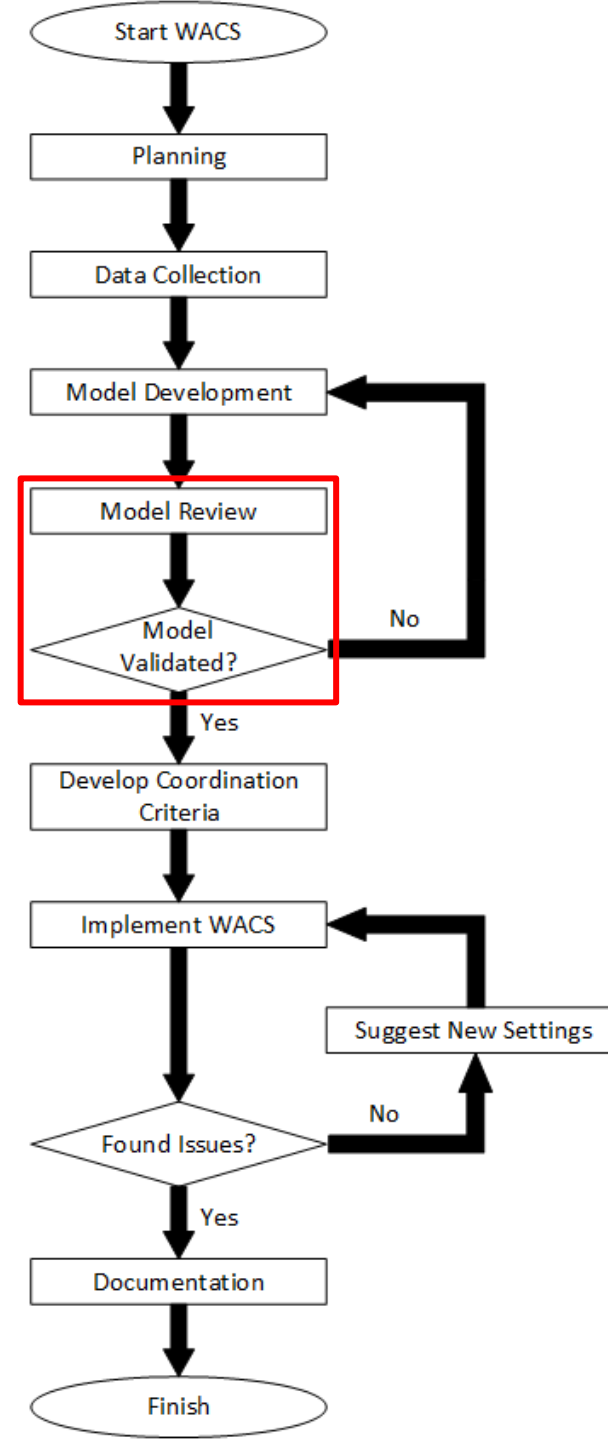 Start WACS
Planning
Data Collection
Model Development
Model Review
Model
Validated?
No
Yes
Develop Coordination
Criteria
Implement WACS
Suggest New Settings
Found Issues?
No
Yes
Documentation
Finish